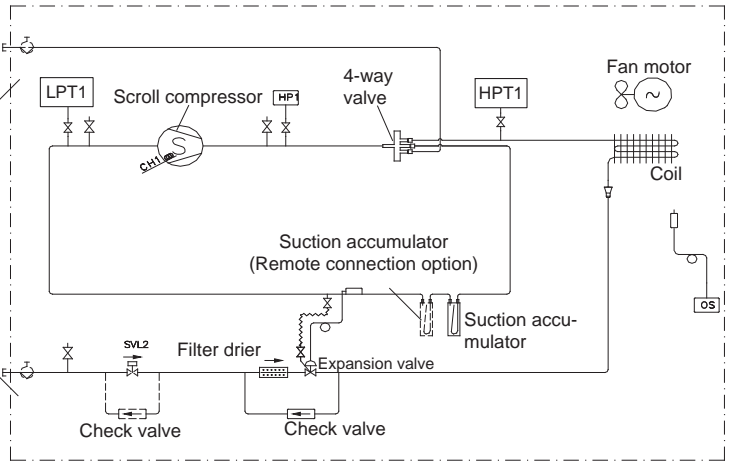 4-way
valve
Fan motor
LPT1
Scroll compressor
HP1
HPT1
S
CH1
Coil
Suction accumulator
(Remote connection option)
OS
Suction accu-
mulator
SVL2
Filter drier
Expansion valve
Check valve
Check valve